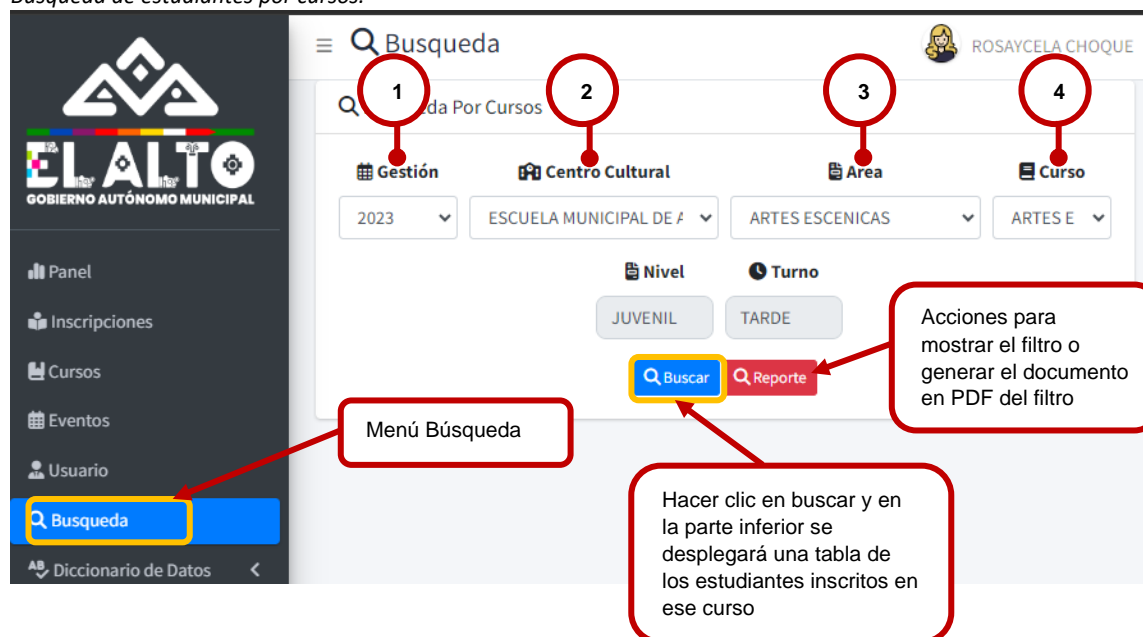 Búsqueda de estudiantes por cursos.
Busqueda
ROSAYCELA CHOQUE
1
2
3
4
da Por Cursos
Gestión
Centro Cultural
Area
Curso
2023
ESCUELA MUNICIPAL DE A
ARTES ESCENICAS
ARTES E
Nivel
Turno
JUVENIL
TARDE
Buscar
Reporte
EL ALTO
GOBIERNO AUTÓNOMO MUNICIPAL
Panel
Inscripciones
Cursos
Eventos
Usuario
Busqueda
Diccionario de Datos
Menú Búsqueda
Acciones para
mostrar el filtro o
generar el documento
en PDF del filtro
Hacer clic en buscar y en
la parte inferior se
desplegará una tabla de
los estudiantes inscritos en
ese curso